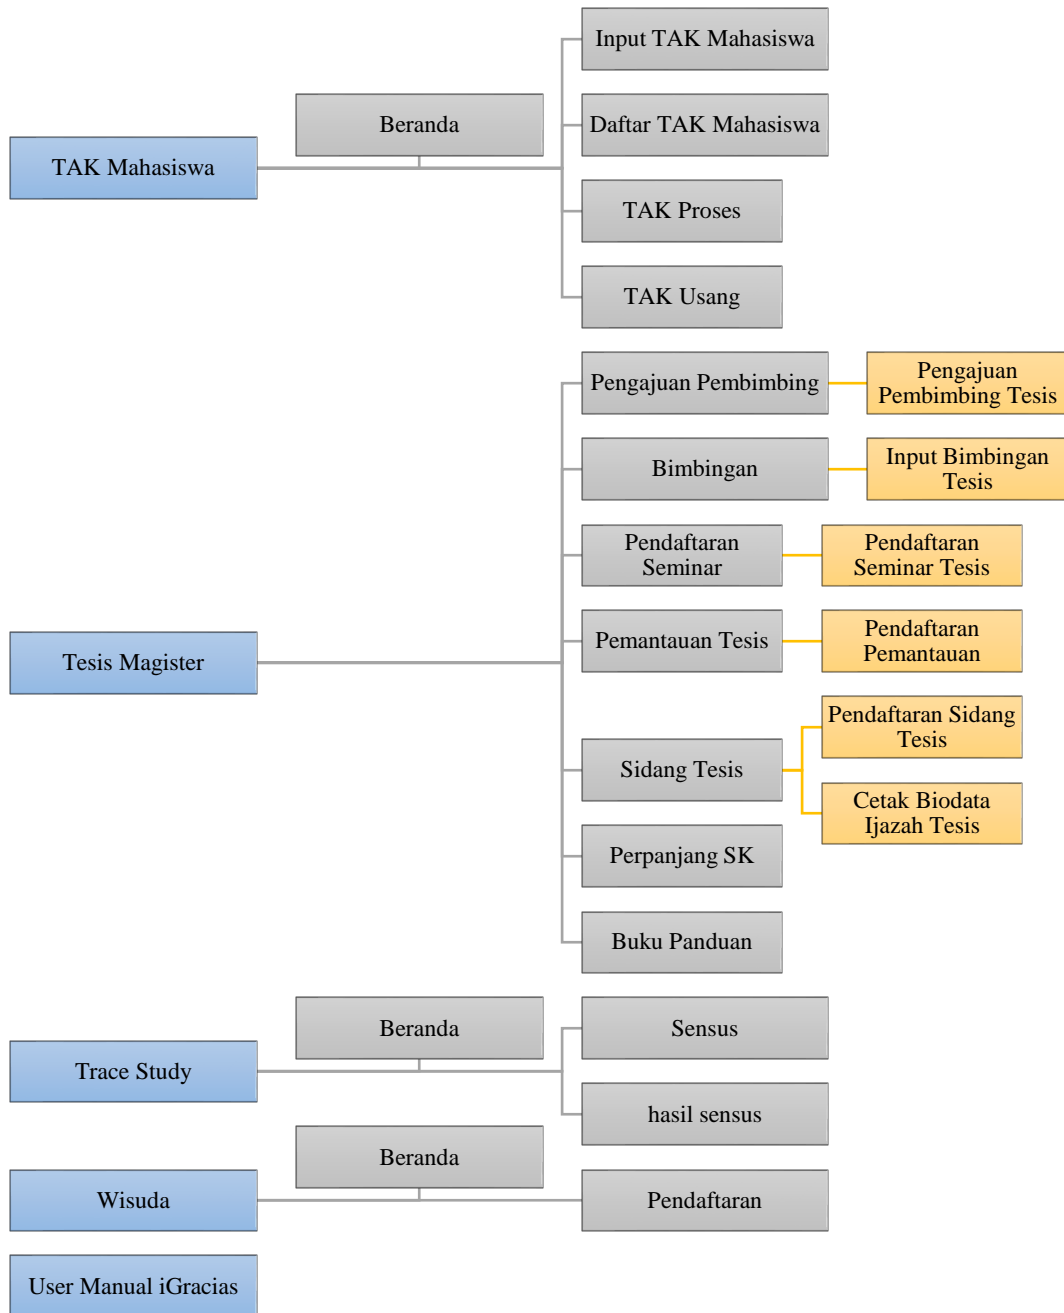 Input TAK Mahasiswa
Beranda
Daftar TAK Mahasiswa
TAK Mahasiswa
TAK Proses
TAK Usang
Pengajuan Pembimbing
Pengajuan
Pembimbing Tesis
Bimbingan
Input Bimbingan
Tesis
Pendaftaran
Seminar
Pendaftaran
Seminar Tesis
Tesis Magister
Pemantauan Tesis
Pendaftaran
Pemantauan
Sidang Tesis
Pendaftaran Sidang
Tesis
Cetak Biodata
Ijazah Tesis
Perpanjang SK
Buku Panduan
Beranda
Sensus
Trace Study
hasil sensus
Beranda
Wisuda
Pendaftaran
User Manual iGracias